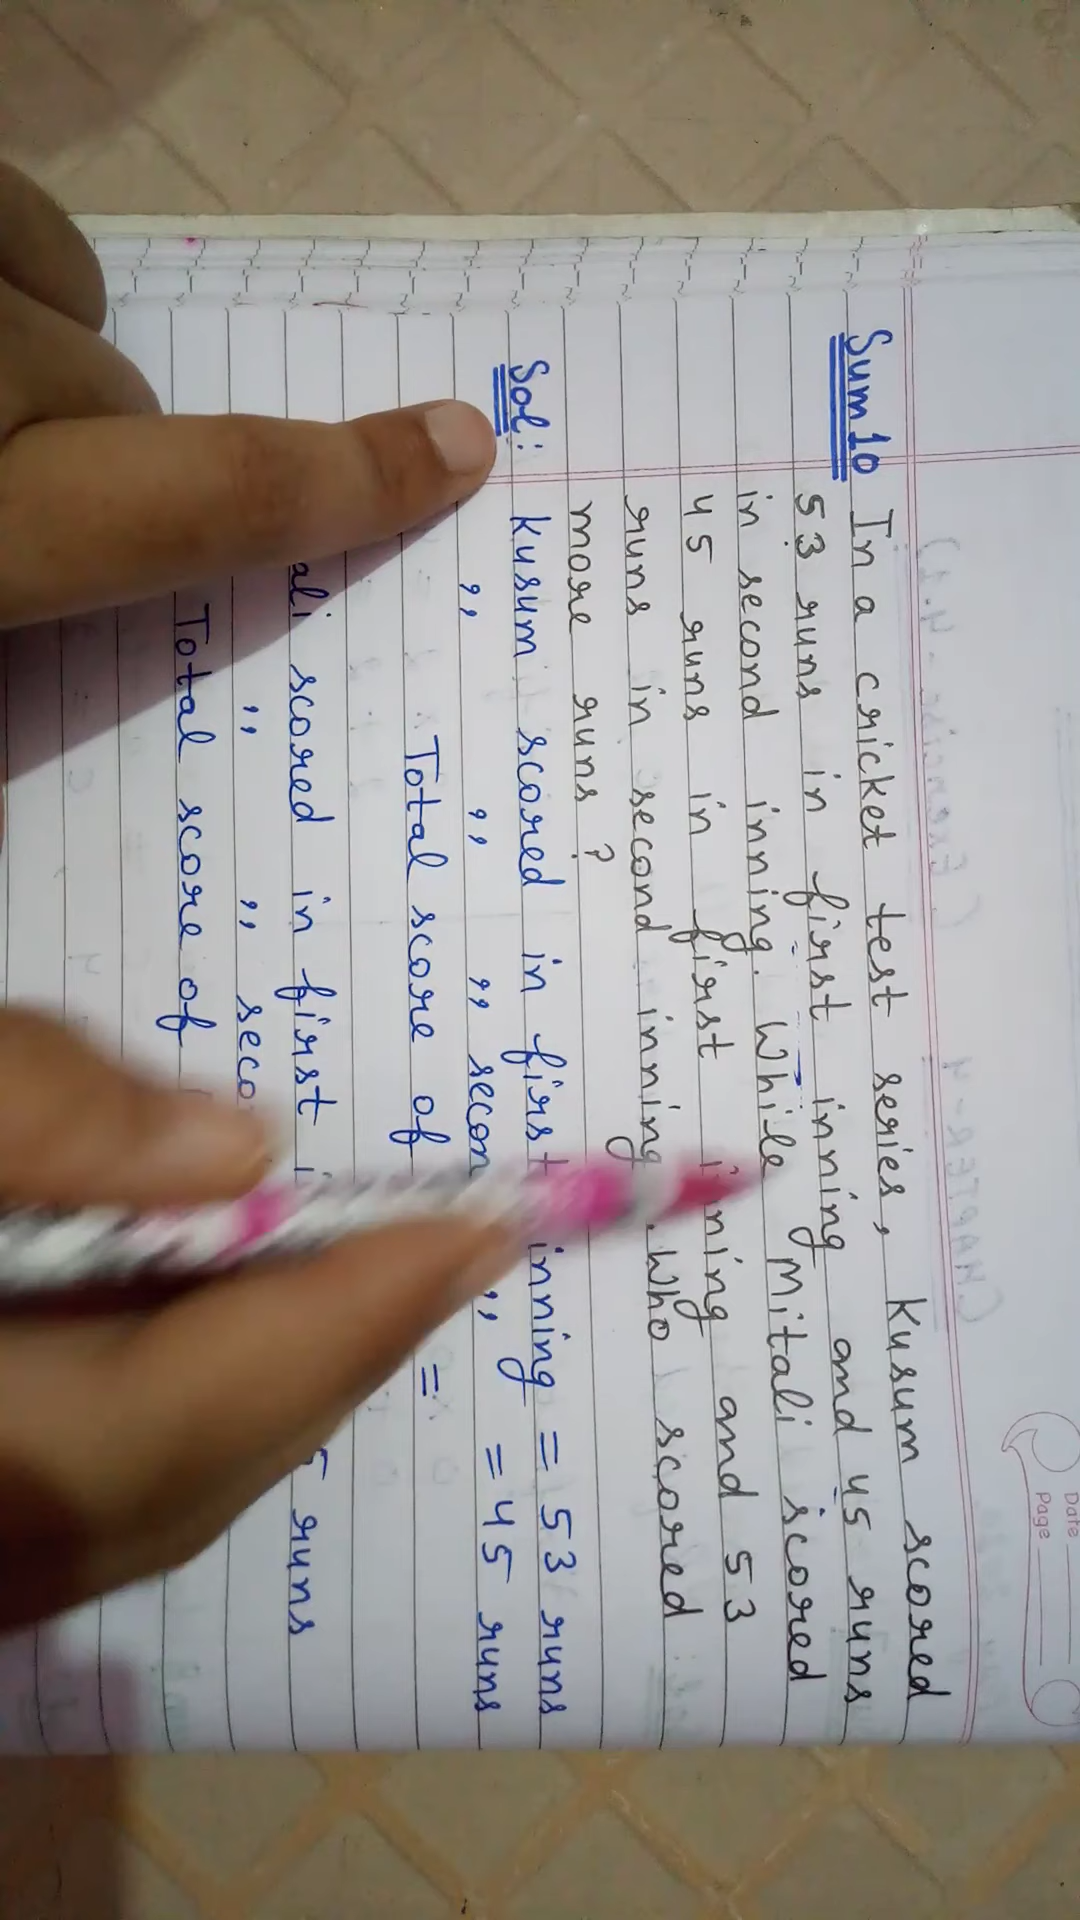 Date
Page
Sum 10 In a cricket test series, Kusum scored
53 runs in first inning and 45 runs
in second inning. While Mitali scored
45 runs in first inning and 53
runs in second inning. Who scored
more runs?
Sol: Kusum scored in first inning = 53 runs
,, ,, ,, secon ,, = 45 runs
Total score of =
ali scored in first i 5 runs
,, ,, seco
Total score of